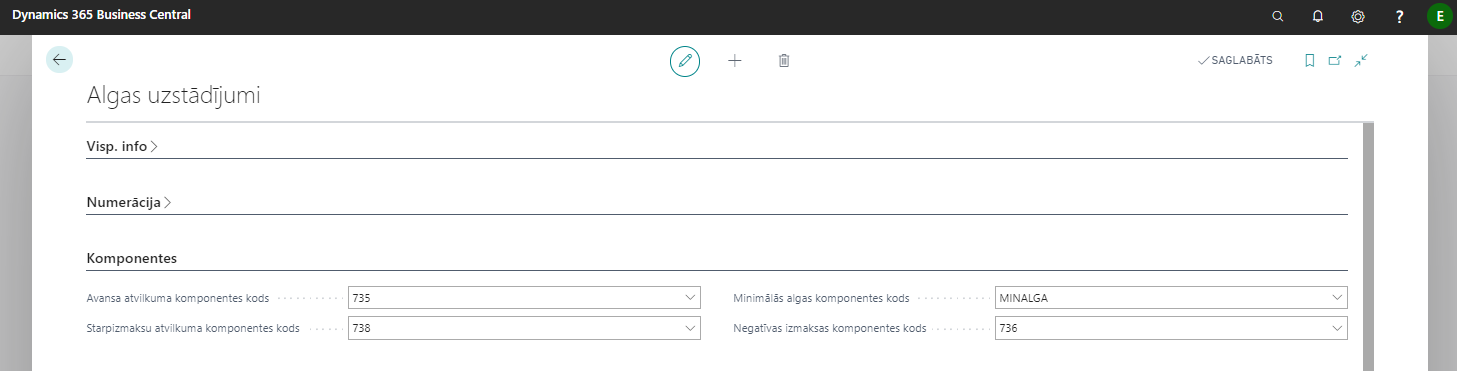 Dynamics 365 Business Central
?
E
SAGLABĀTS
Algas uzstādījumi
Visp. info
Numerācija
Komponentes
Avansa atvilkuma komponentes kods 735
Minimālās algas komponentes kods MINALGA
Starpizmaksu atvilkuma komponentes kods 738
Negatīvas izmaksas komponentes kods 736